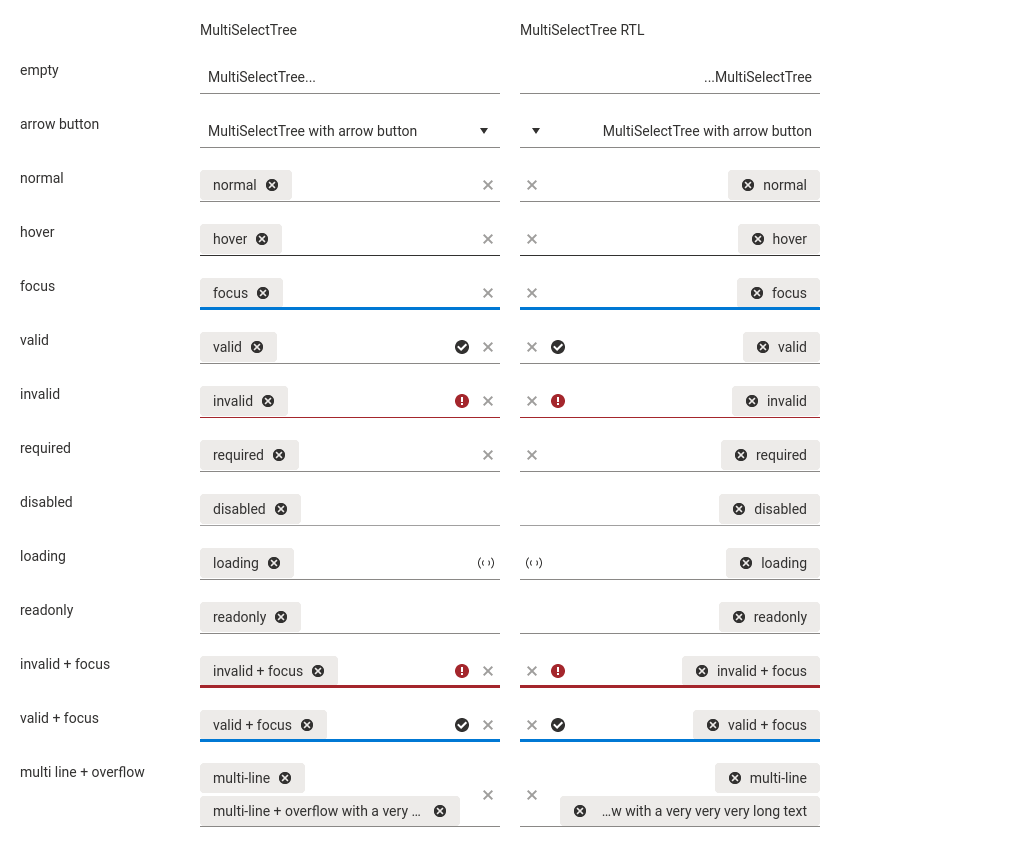 MultiSelectTree MultiSelectTree RTL
empty MultiSelectTree... ...MultiSelectTree
arrow button MultiSelectTree with arrow button MultiSelectTree with arrow button
normal normal normal
hover hover hover
focus focus focus
valid valid valid
invalid invalid invalid
required required required
disabled disabled disabled
loading loading loading
readonly readonly readonly
invalid + focus invalid + focus invalid + focus
valid + focus valid + focus valid + focus
multi line + overflow multi-line multi-line
multi-line + overflow with a very ... ...w with a very very very long text